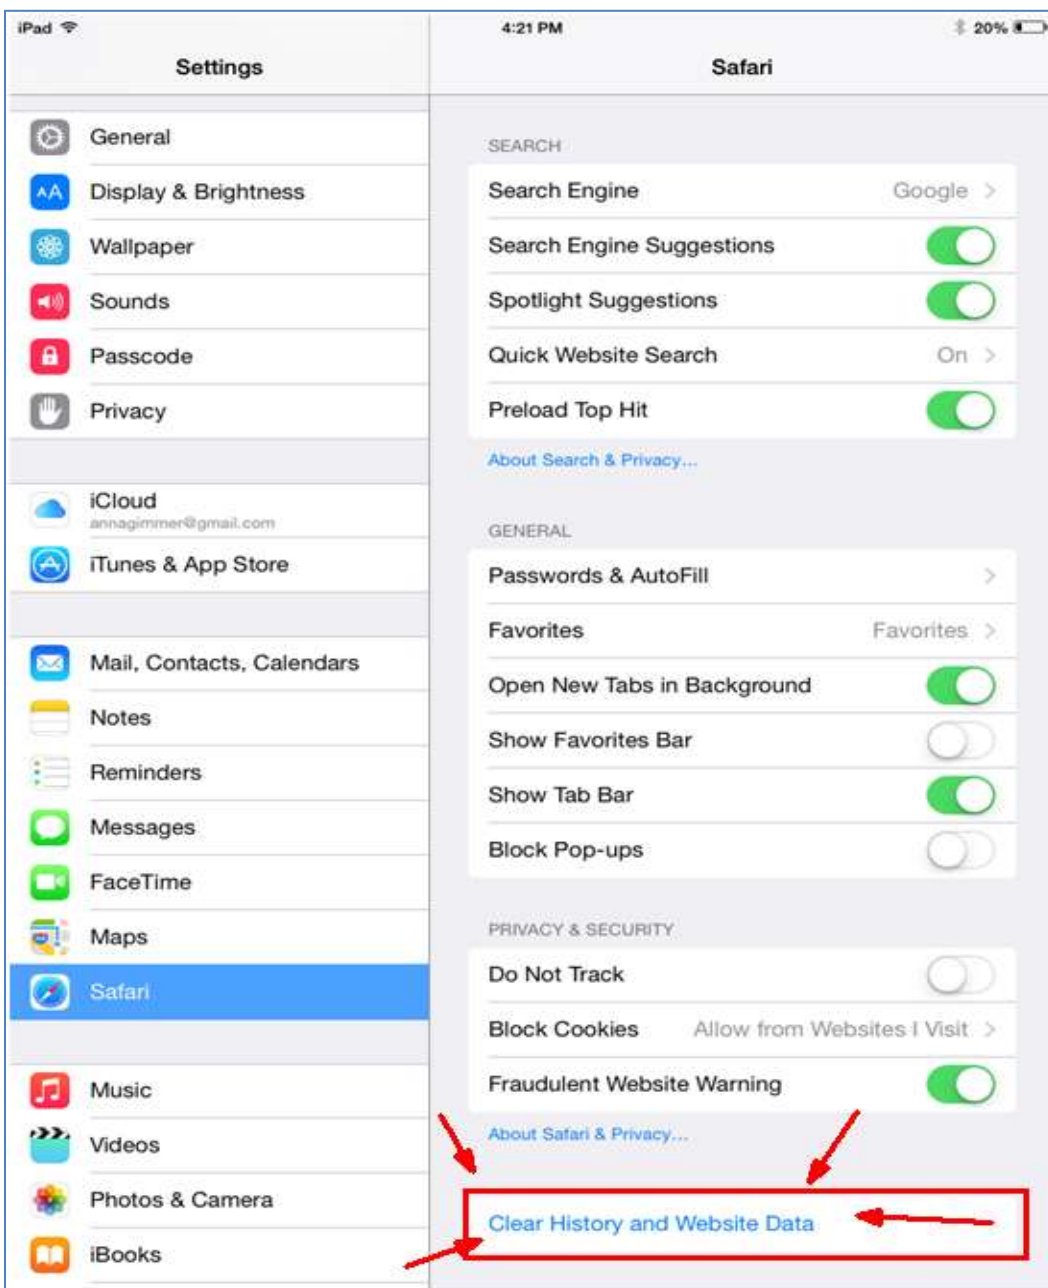 iPad
4:21 PM
20%
Settings
General
Display & Brightness
Wallpaper
Sounds
Passcode
Privacy
iCloud
annagimmer@gmail.com
iTunes & App Store
Mail, Contacts, Calendars
Notes
Reminders
Messages
FaceTime
Maps
Safari
Music
Videos
Photos & Camera
iBooks
Safari
SEARCH
Search Engine Google >
Search Engine Suggestions
Spotlight Suggestions
Quick Website Search On >
Preload Top Hit
About Search & Privacy...
GENERAL
Passwords & AutoFill >
Favorites Favorites >
Open New Tabs in Background
Show Favorites Bar
Show Tab Bar
Block Pop-ups
PRIVACY & SECURITY
Do Not Track
Block Cookies Allow from Websites I Visit >
Fraudulent Website Warning
About Safari & Privacy...
Clear History and Website Data